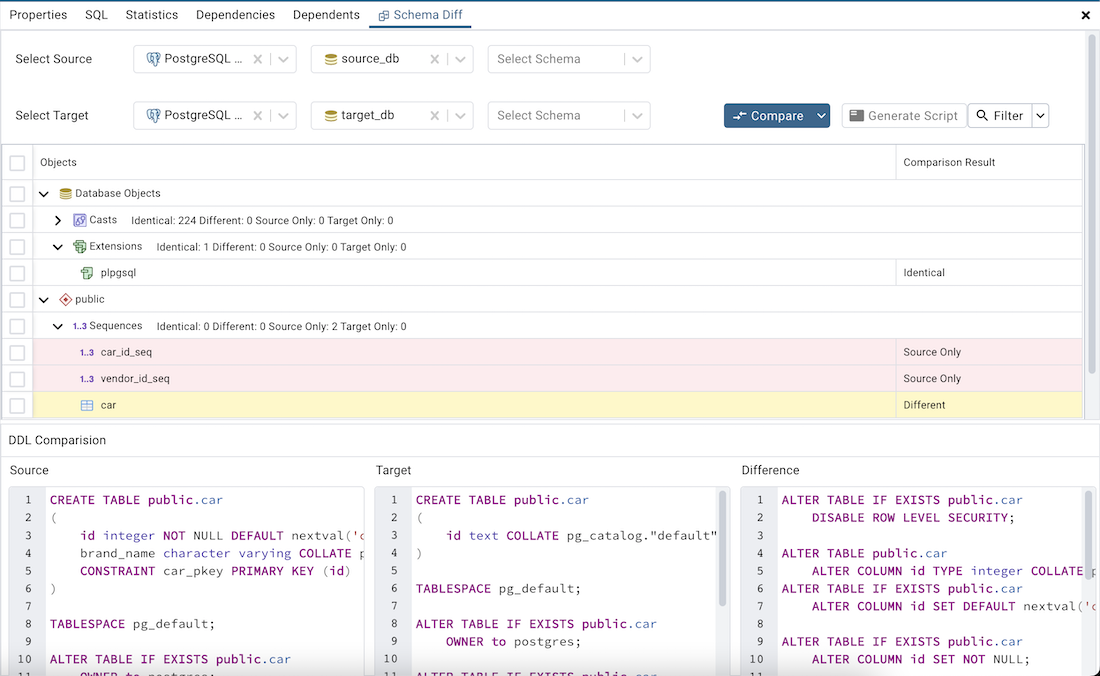 Properties SQL Statistics Dependencies Dependents Schema Diff
Select Source PostgreSQL ... source_db Select Schema
Select Target PostgreSQL ... target_db Select Schema Compare Generate Script Filter
Objects Comparison Result
Database Objects
Casts Identical: 224 Different: 0 Source Only: 0 Target Only: 0
Extensions Identical: 1 Different: 0 Source Only: 0 Target Only: 0
plpgsql Identical
public
1..3 Sequences Identical: 0 Different: 0 Source Only: 2 Target Only: 0
1..3 car_id_seq Source Only
1..3 vendor_id_seq Source Only
car Different
DDL Comparision
Source
1 CREATE TABLE public.car
2 (
3 id integer NOT NULL DEFAULT nextval('c
4 brand_name character varying COLLATE p
5 CONSTRAINT car_pkey PRIMARY KEY (id)
6 )
7
8 TABLESPACE pg_default;
9
10 ALTER TABLE IF EXISTS public.car
11 OWNER to postgres;
Target
1 CREATE TABLE public.car
2 (
3 id text COLLATE pg_catalog."default"
4 )
5
6 TABLESPACE pg_default;
7
8 ALTER TABLE IF EXISTS public.car
9 OWNER to postgres;
10
11 ALTER TABLE IF EXISTS public.car
Difference
1 ALTER TABLE IF EXISTS public.car
2 DISABLE ROW LEVEL SECURITY;
3
4 ALTER TABLE public.car
5 ALTER COLUMN id TYPE integer COLLATE p
6 ALTER TABLE IF EXISTS public.car
7 ALTER COLUMN id SET DEFAULT nextval('c
8
9 ALTER TABLE IF EXISTS public.car
10 ALTER COLUMN id SET NOT NULL;
11